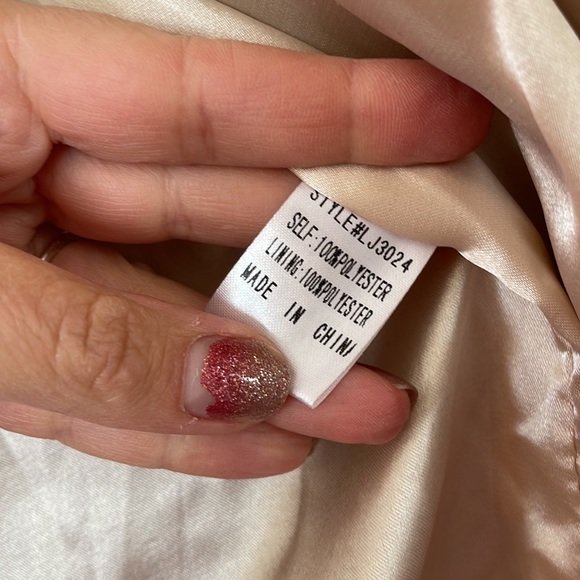 STYLE#LJ3024
SELF:100%POLYESTER
LINING:100%POLYESTER
MADE IN CHINA